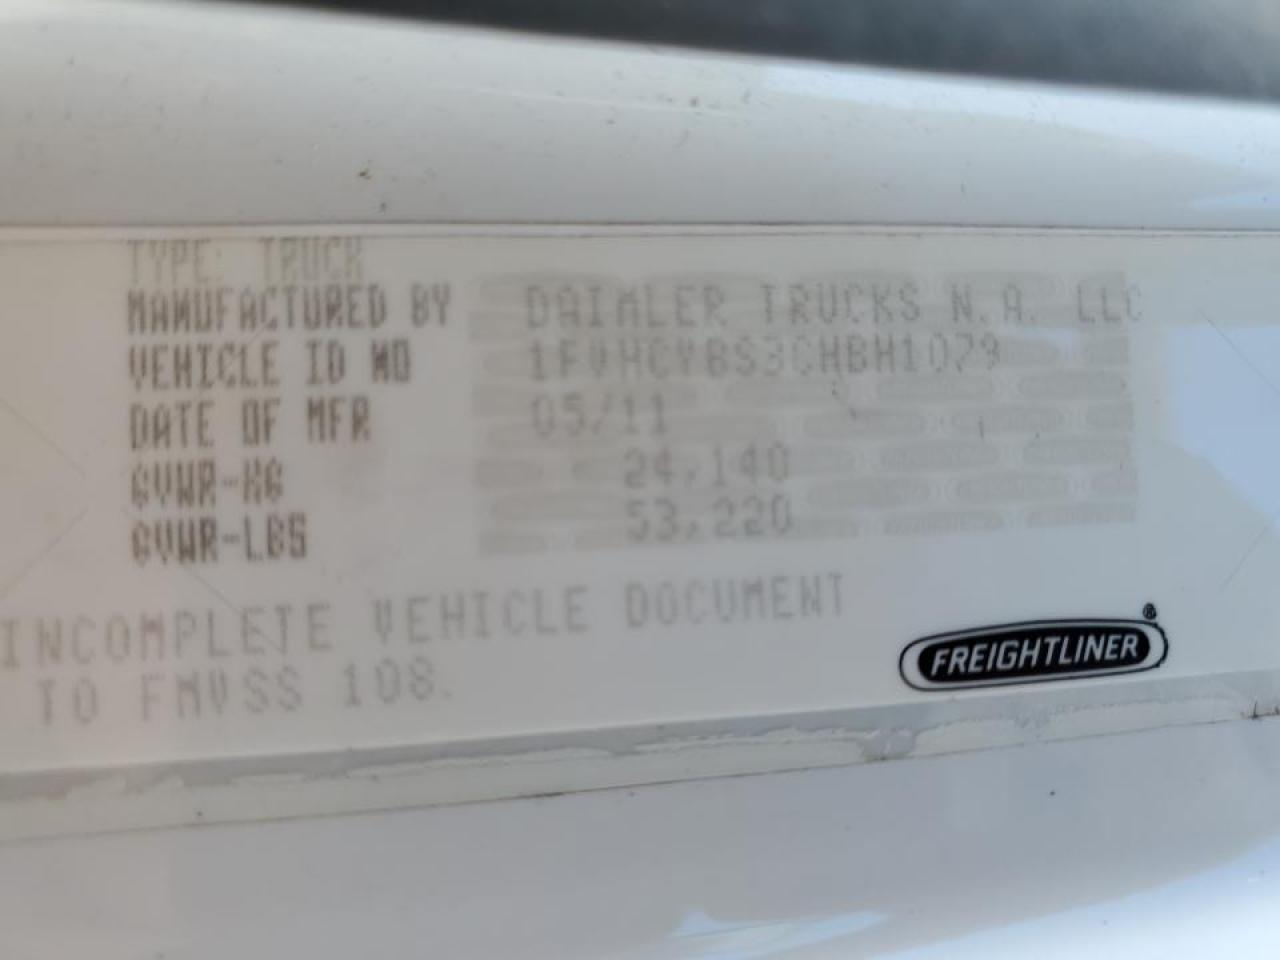 TYPE: TRUCK
MANUFACTURED BY DAIMLER TRUCKS N.A. LLC
VEHICLE ID NO 1FVHCYBS3CHBH1079
DATE OF MFR 05/11
GVWR-KG 24,140
GVWR-LBS 53,220
INCOMPLETE VEHICLE DOCUMENT
TO FMVSS 108.
FREIGHTLINER®